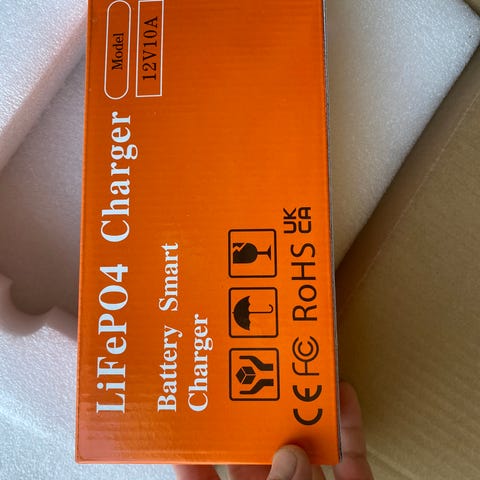 LiFePO4 Charger
Model
12V10A
Battery Smart
Charger
CE FC RoHS UK
CA